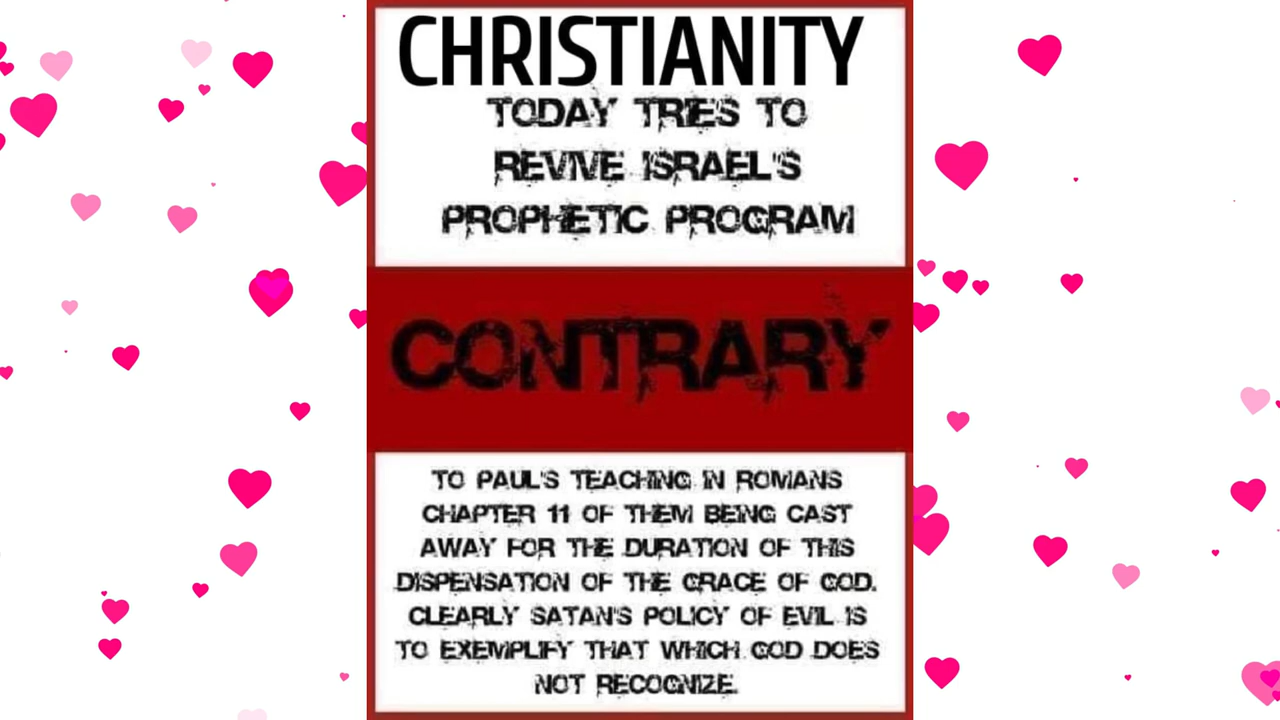 CHRISTIANITY
TODAY TRIES TO
REVIVE ISRAEL'S
PROPHETIC PROGRAM
CONTRARY
TO PAUL'S TEACHING IN ROMANS
CHAPTER 11 OF THEM BEING CAST
AWAY FOR THE DURATION OF THIS
DISPENSATION OF THE GRACE OF GOD.
CLEARLY SATAN'S POLICY OF EVIL IS
TO EXEMPLIFY THAT WHICH GOD DOES
NOT RECOGNIZE.